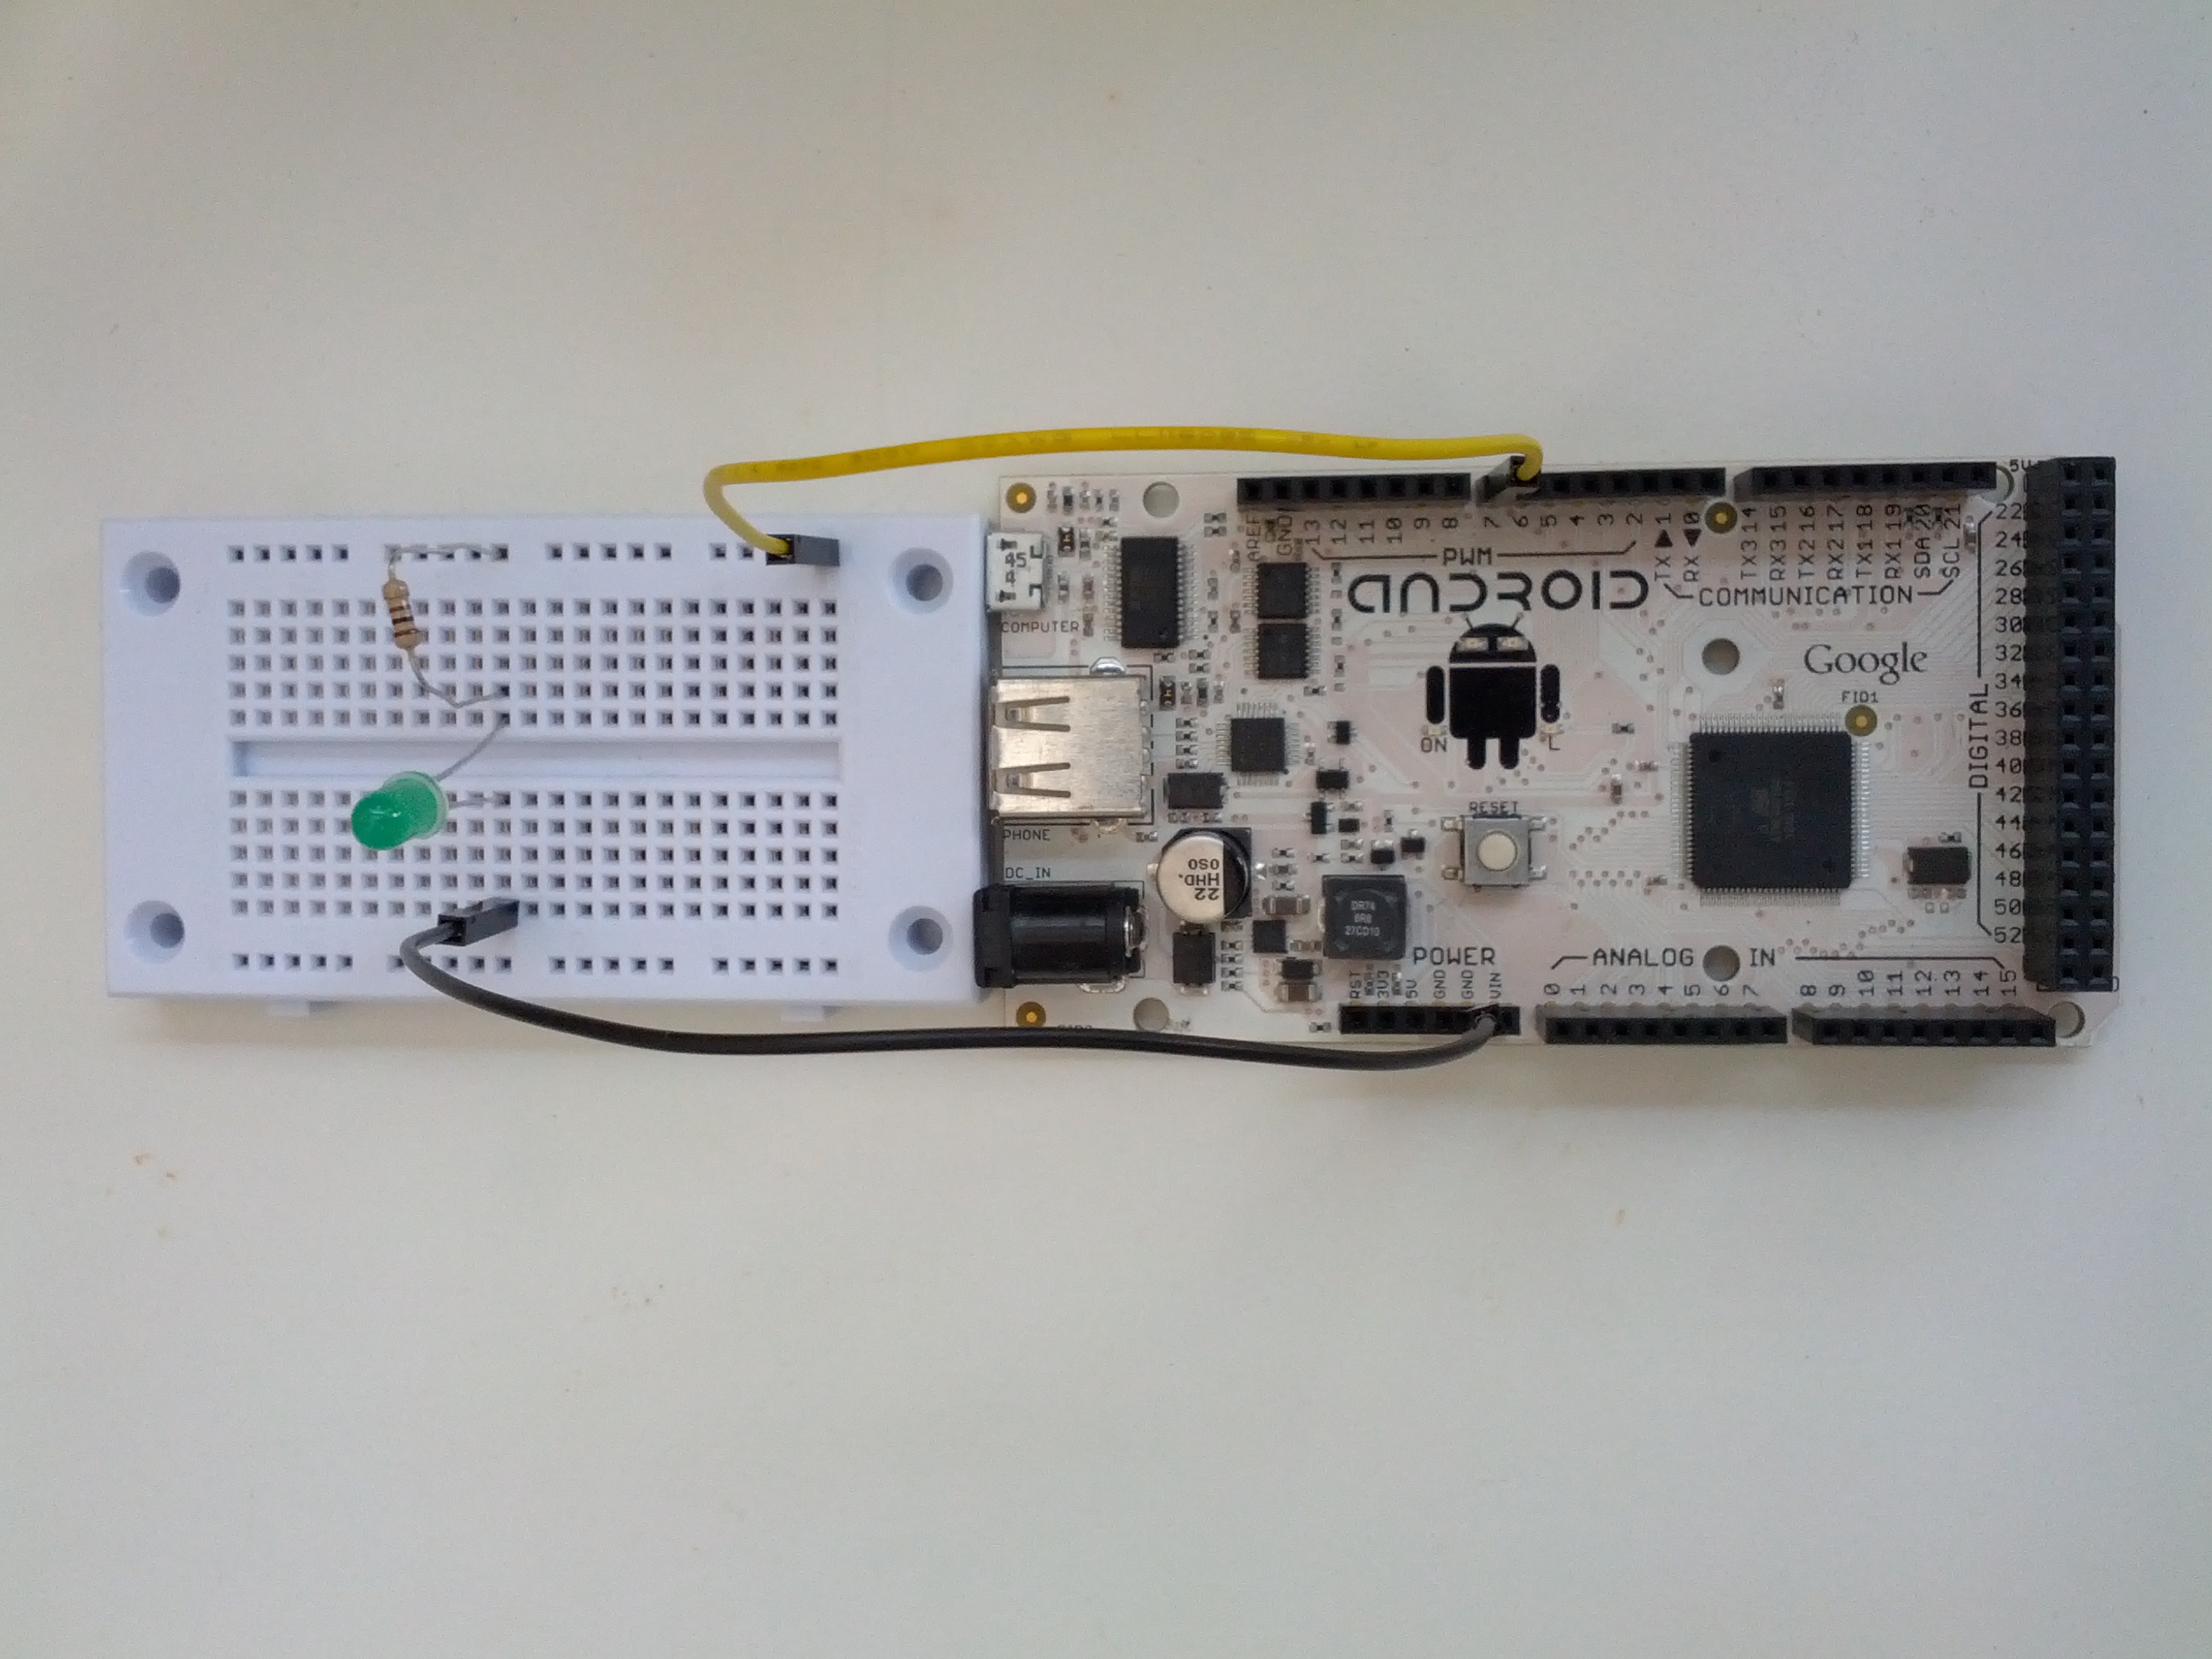 COMPUTER
PHONE
DC_IN
AREF
GND
13
12
11
10
9
8
7
6
5
4
3
2
TX▶1
RX◀0
TX3 14
RX3 15
TX2 16
RX2 17
TX1 18
RX1 19
SDA 20
SCL 21
PWM
COMMUNICATION
ANDROID
Google
FID1
ON
L
RESET
22
HHD.
0S0
DR74
6R8
27CD10
5V
22
24
26
28
30
32
34
36
38
40
42
44
46
48
50
52
DIGITAL
POWER
RST
3V3
5V
GND
GND
VIN
ANALOG IN
0
1
2
3
4
5
6
7
8
9
10
11
12
13
14
15